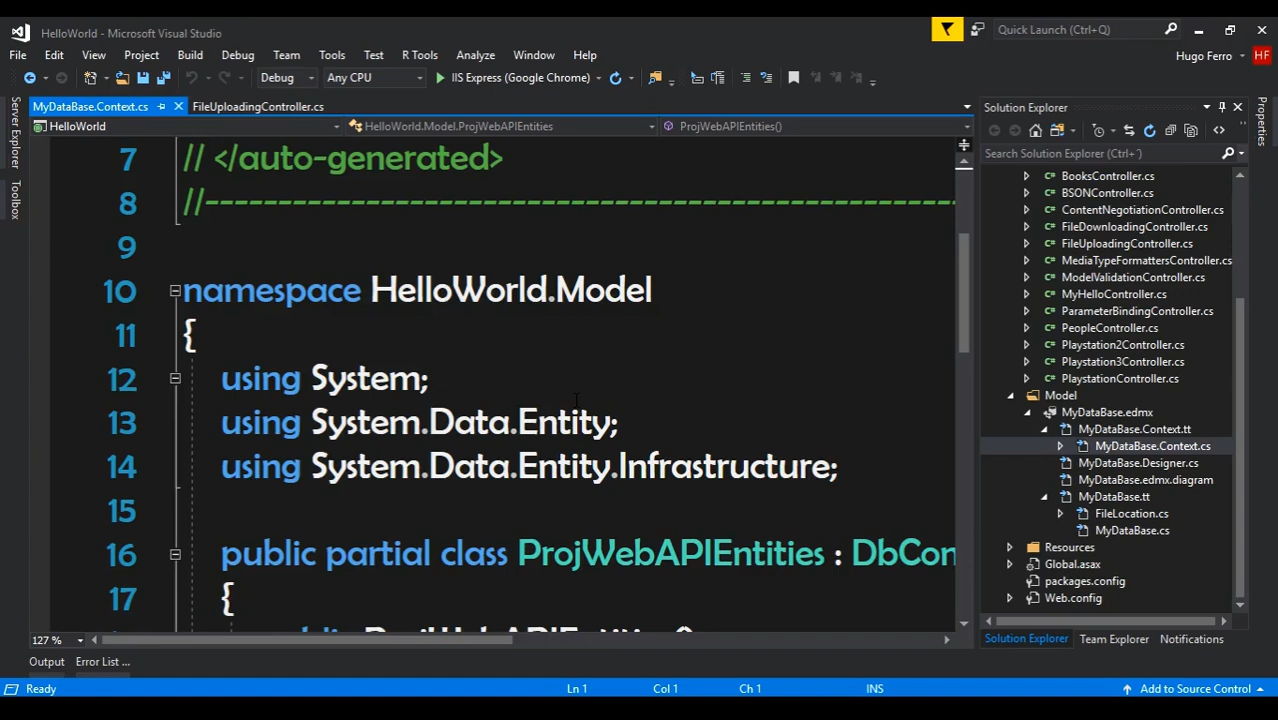 HelloWorld - Microsoft Visual Studio
Quick Launch (Ctrl+Q)
File Edit View Project Build Debug Team Tools Test R Tools Analyze Window Help
Hugo Ferro HF
Debug Any CPU IIS Express (Google Chrome)
MyDataBase.Context.cs FileUploadingController.cs
HelloWorld HelloWorld.Model.ProjWebAPIEntities ProjWebAPIEntities()
Server Explorer
Toolbox
7 // </auto-generated>
8 //------------------------------------------------------
9
10 namespace HelloWorld.Model
11 {
12 using System;
13 using System.Data.Entity;
14 using System.Data.Entity.Infrastructure;
15
16 public partial class ProjWebAPIEntities : DbCon
17 {
public ProjWebAPIEntities()
127 %
Solution Explorer
Search Solution Explorer (Ctrl+´)
C# BooksController.cs
C# BSONController.cs
C# ContentNegotiationController.cs
C# FileDownloadingController.cs
C# FileUploadingController.cs
C# MediaTypeFormattersController.cs
C# ModelValidationController.cs
C# MyHelloController.cs
C# ParameterBindingController.cs
C# PeopleController.cs
C# Playstation2Controller.cs
C# Playstation3Controller.cs
C# PlaystationController.cs
Model
MyDataBase.edmx
MyDataBase.Context.tt
MyDataBase.Context.cs
MyDataBase.Designer.cs
MyDataBase.edmx.diagram
MyDataBase.tt
FileLocation.cs
MyDataBase.cs
Resources
Global.asax
packages.config
Web.config
Solution Explorer Team Explorer Notifications
Properties
Output Error List ...
Ready Ln 1 Col 1 Ch 1 INS Add to Source Control